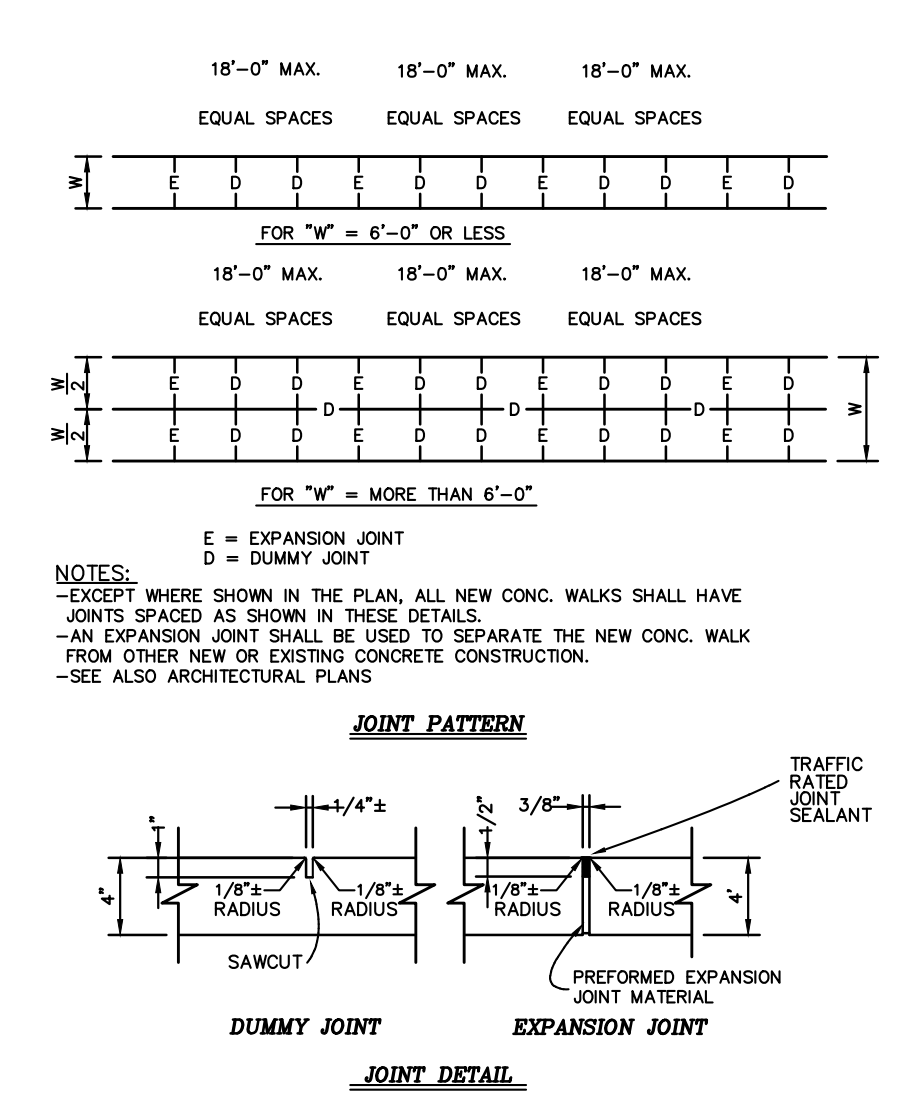 18'-0" MAX. 18'-0" MAX. 18'-0" MAX.
EQUAL SPACES EQUAL SPACES EQUAL SPACES
W E D D E D D E D D E D
FOR "W" = 6'-0" OR LESS
18'-0" MAX. 18'-0" MAX. 18'-0" MAX.
EQUAL SPACES EQUAL SPACES EQUAL SPACES
W/2 E D D E D D E D D E D
D D D W
W/2 E D D E D D E D D E D
FOR "W" = MORE THAN 6'-0"
E = EXPANSION JOINT
D = DUMMY JOINT
NOTES:
-EXCEPT WHERE SHOWN IN THE PLAN, ALL NEW CONC. WALKS SHALL HAVE
JOINTS SPACED AS SHOWN IN THESE DETAILS.
-AN EXPANSION JOINT SHALL BE USED TO SEPARATE THE NEW CONC. WALK
FROM OTHER NEW OR EXISTING CONCRETE CONSTRUCTION.
-SEE ALSO ARCHITECTURAL PLANS
JOINT PATTERN
1/4"±
1"
4"
1/8"±
RADIUS
1/8"±
RADIUS
SAWCUT
DUMMY JOINT
3/8"
1/2"
TRAFFIC
RATED
JOINT
SEALANT
1/8"±
RADIUS
1/8"±
RADIUS
4'
PREFORMED EXPANSION
JOINT MATERIAL
EXPANSION JOINT
JOINT DETAIL